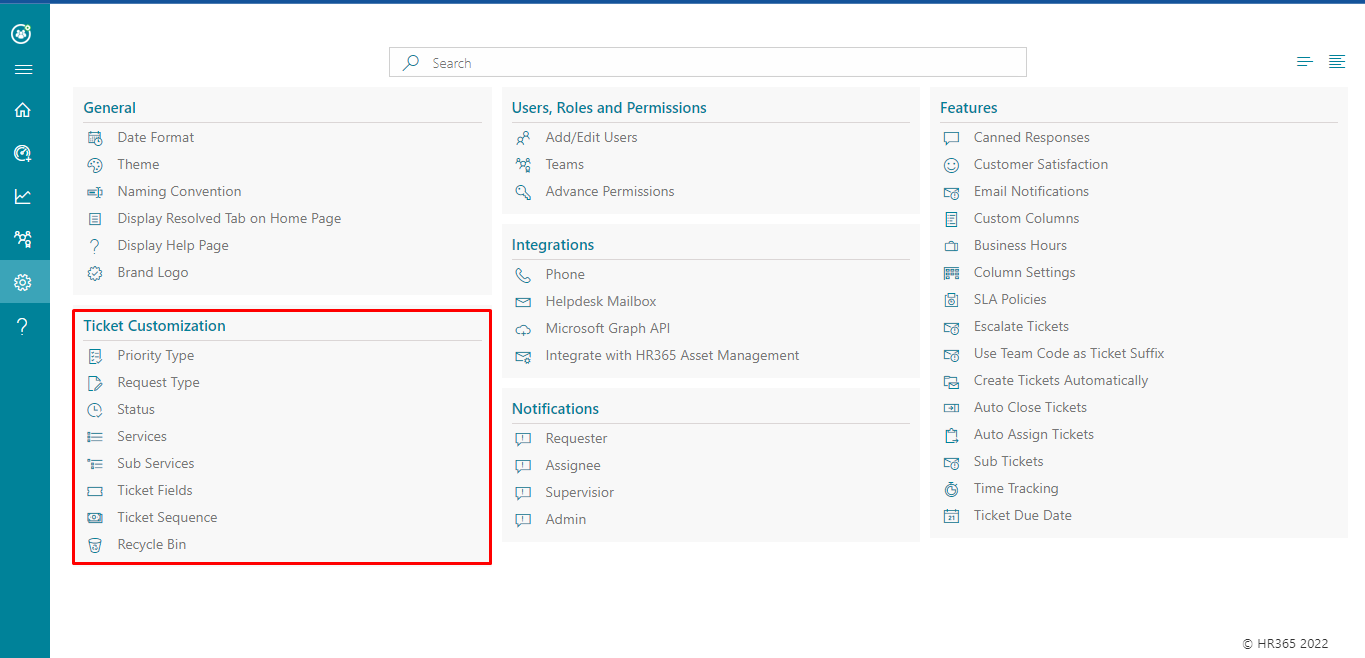 Search
General
Date Format
Theme
Naming Convention
Display Resolved Tab on Home Page
Display Help Page
Brand Logo
Ticket Customization
Priority Type
Request Type
Status
Services
Sub Services
Ticket Fields
Ticket Sequence
Recycle Bin
Users, Roles and Permissions
Add/Edit Users
Teams
Advance Permissions
Integrations
Phone
Helpdesk Mailbox
Microsoft Graph API
Integrate with HR365 Asset Management
Notifications
Requester
Assignee
Supervisior
Admin
Features
Canned Responses
Customer Satisfaction
Email Notifications
Custom Columns
Business Hours
Column Settings
SLA Policies
Escalate Tickets
Use Team Code as Ticket Suffix
Create Tickets Automatically
Auto Close Tickets
Auto Assign Tickets
Sub Tickets
Time Tracking
Ticket Due Date
© HR365 2022